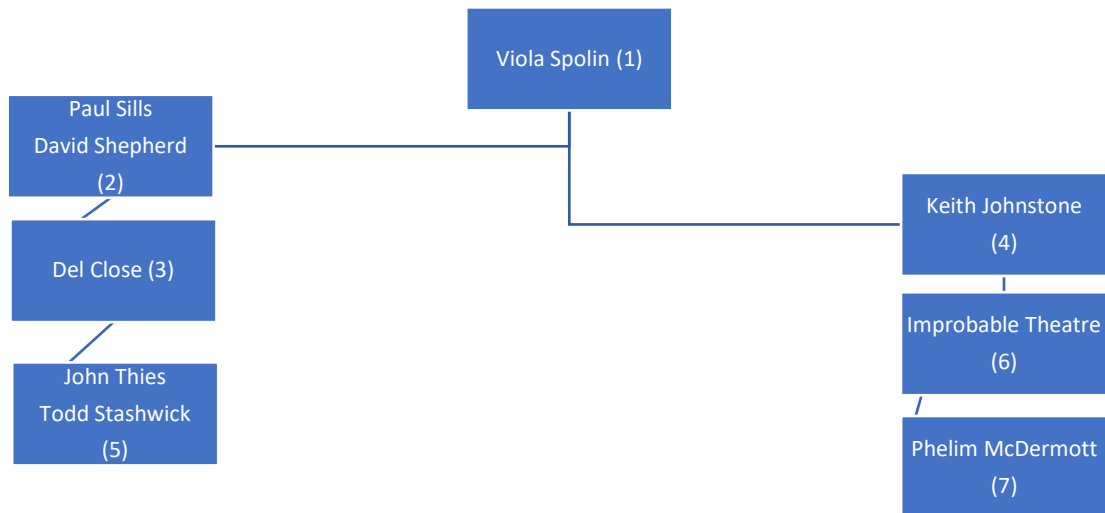 Viola Spolin (1)
Paul Sills
David Shepherd
(2)
Del Close (3)
John Thies
Todd Stashwick
(5)
Keith Johnstone
(4)
Improbable Theatre
(6)
Phelim McDermott
(7)